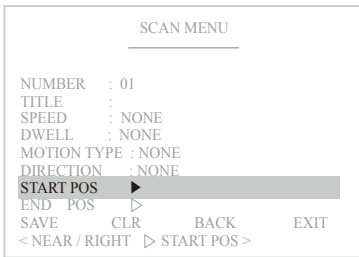 SCAN MENU
NUMBER : 01
TITLE :
SPEED : NONE
DWELL : NONE
MOTION TYPE : NONE
DIRECTION : NONE
START POS ▶
END POS ▷
SAVE CLR BACK EXIT
< NEAR / RIGHT ▷ START POS >